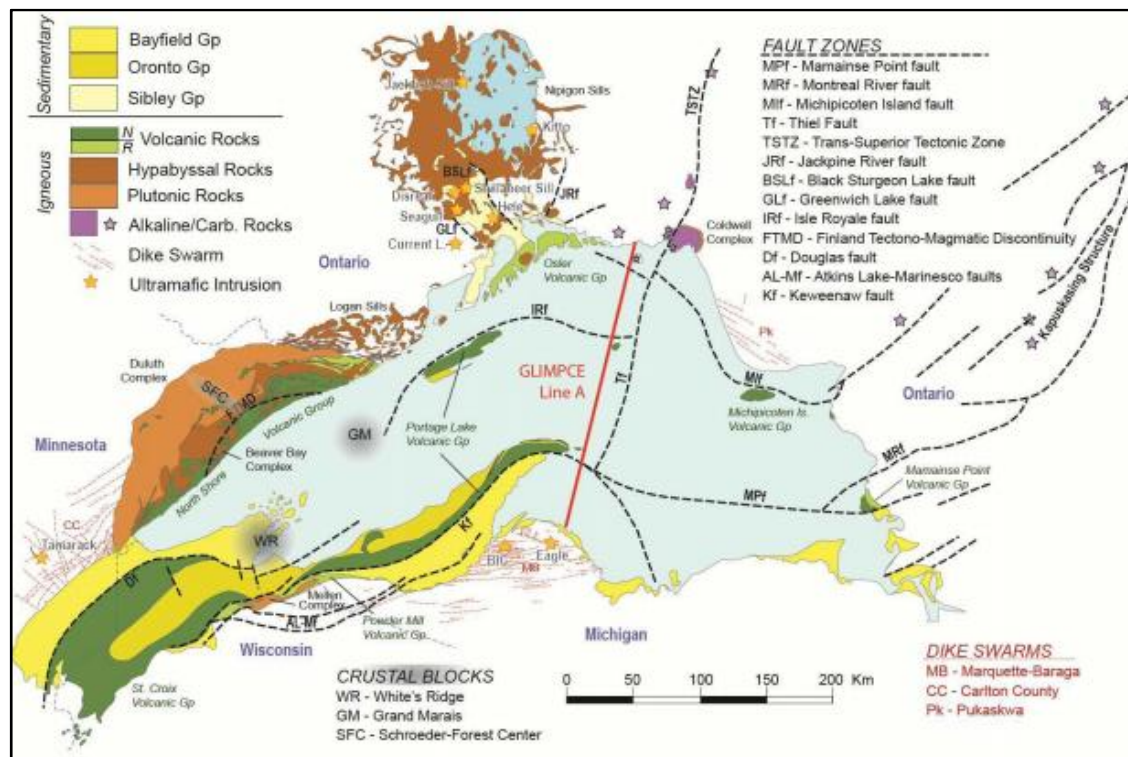 Sedimentary
Bayfield Gp
Oronto Gp
Sibley Gp
Igneous
N
R
Volcanic Rocks
Hypabyssal Rocks
Plutonic Rocks
Alkaline/Carb. Rocks
Dike Swarm
Ultramafic Intrusion
FAULT ZONES
MPf - Mamainse Point fault
MRf - Montreal River fault
MIf - Michipicoten Island fault
Tf - Thiel Fault
TSTZ - Trans-Superior Tectonic Zone
JRf - Jackpine River fault
BSLf - Black Sturgeon Lake fault
GLf - Greenwich Lake fault
IRf - Isle Royale fault
FTMD - Finland Tectono-Magmatic Discontinuity
Df - Douglas fault
AL-Mf - Atkins Lake-Marinesco faults
Kf - Keweenaw fault
Nipigon Sills
Kitto
TSTZ
BSLf
JRf
Seagull
Hele
GLf
Current L.
Coldwell
Complex
Ontario
Osler
Volcanic Gp
Logan Sills
Kapuskasing Structure
IRf
Pk
Duluth
Complex
SFC
FTMD
GLIMPCE
Line A
Tf
MIf
Ontario
Volcanic Group
GM
Portage Lake
Volcanic Gp
Michipicoten Is.
Volcanic Gp
Minnesota
Beaver Bay
Complex
North Shore
MRf
Mamainse Point
Volcanic Gp
MPf
CC
Tamarack
WR
Kf
BIC
Eagle
MB
Df
Mellen
Complex
AL-Mf
Powder Mill
Volcanic Gp.
Wisconsin
Michigan
St. Croix
Volcanic Gp
CRUSTAL BLOCKS
WR - White's Ridge
GM - Grand Marais
SFC - Schroeder-Forest Center
0 50 100 150 200 Km
DIKE SWARMS
MB - Marquette-Baraga
CC - Carlton County
Pk - Pukaskwa